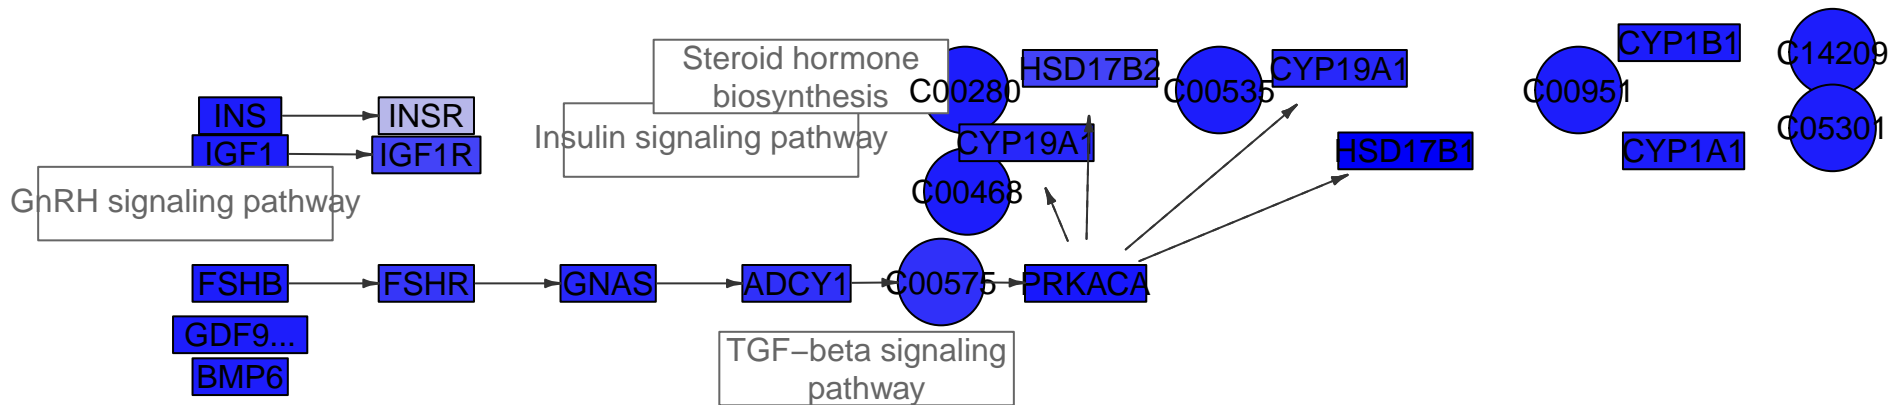 CYP1B1
C14209
Steroid hormone
biosynthesis
C00280
HSD17B2
C00535
CYP19A1
C00951
INS
INSR
Insulin signaling pathway
CYP19A1
C05301
IGF1
IGF1R
HSD17B1
CYP1A1
GnRH signaling pathway
C00468
FSHB
FSHR
GNAS
ADCY1
C00575
PRKACA
GDF9...
TGF−beta signaling
pathway
BMP6